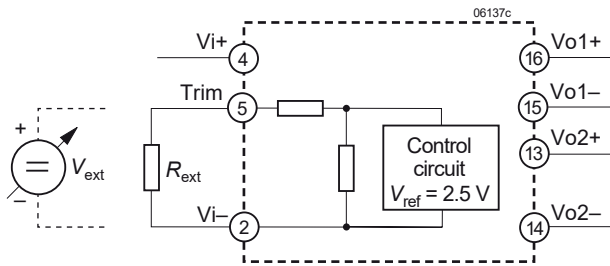 06137c
Vi+
4
16
Vo1+
Trim
5
15
Vo1–
+
=
–
Vext
Rext
Control
circuit
Vref = 2.5 V
13
Vo2+
Vi–
2
14
Vo2–